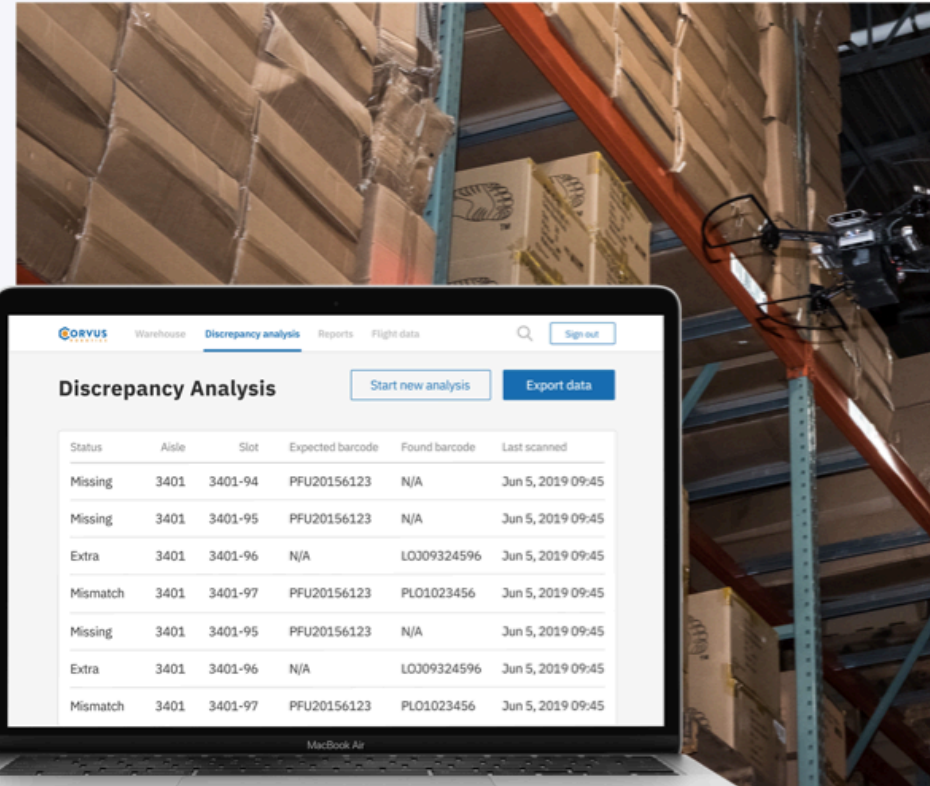 TM
CORVUS
ROBOTICS
Warehouse Discrepancy analysis Reports Flight data Sign out
Discrepancy Analysis Start new analysis Export data
Status Aisle Slot Expected barcode Found barcode Last scanned
Missing 3401 3401-94 PFU20156123 N/A Jun 5, 2019 09:45
Missing 3401 3401-95 PFU20156123 N/A Jun 5, 2019 09:45
Extra 3401 3401-96 N/A LOJ09324596 Jun 5, 2019 09:45
Mismatch 3401 3401-97 PFU20156123 PLO1023456 Jun 5, 2019 09:45
Missing 3401 3401-95 PFU20156123 N/A Jun 5, 2019 09:45
Extra 3401 3401-96 N/A LOJ09324596 Jun 5, 2019 09:45
Mismatch 3401 3401-97 PFU20156123 PLO1023456 Jun 5, 2019 09:45
MacBook Air